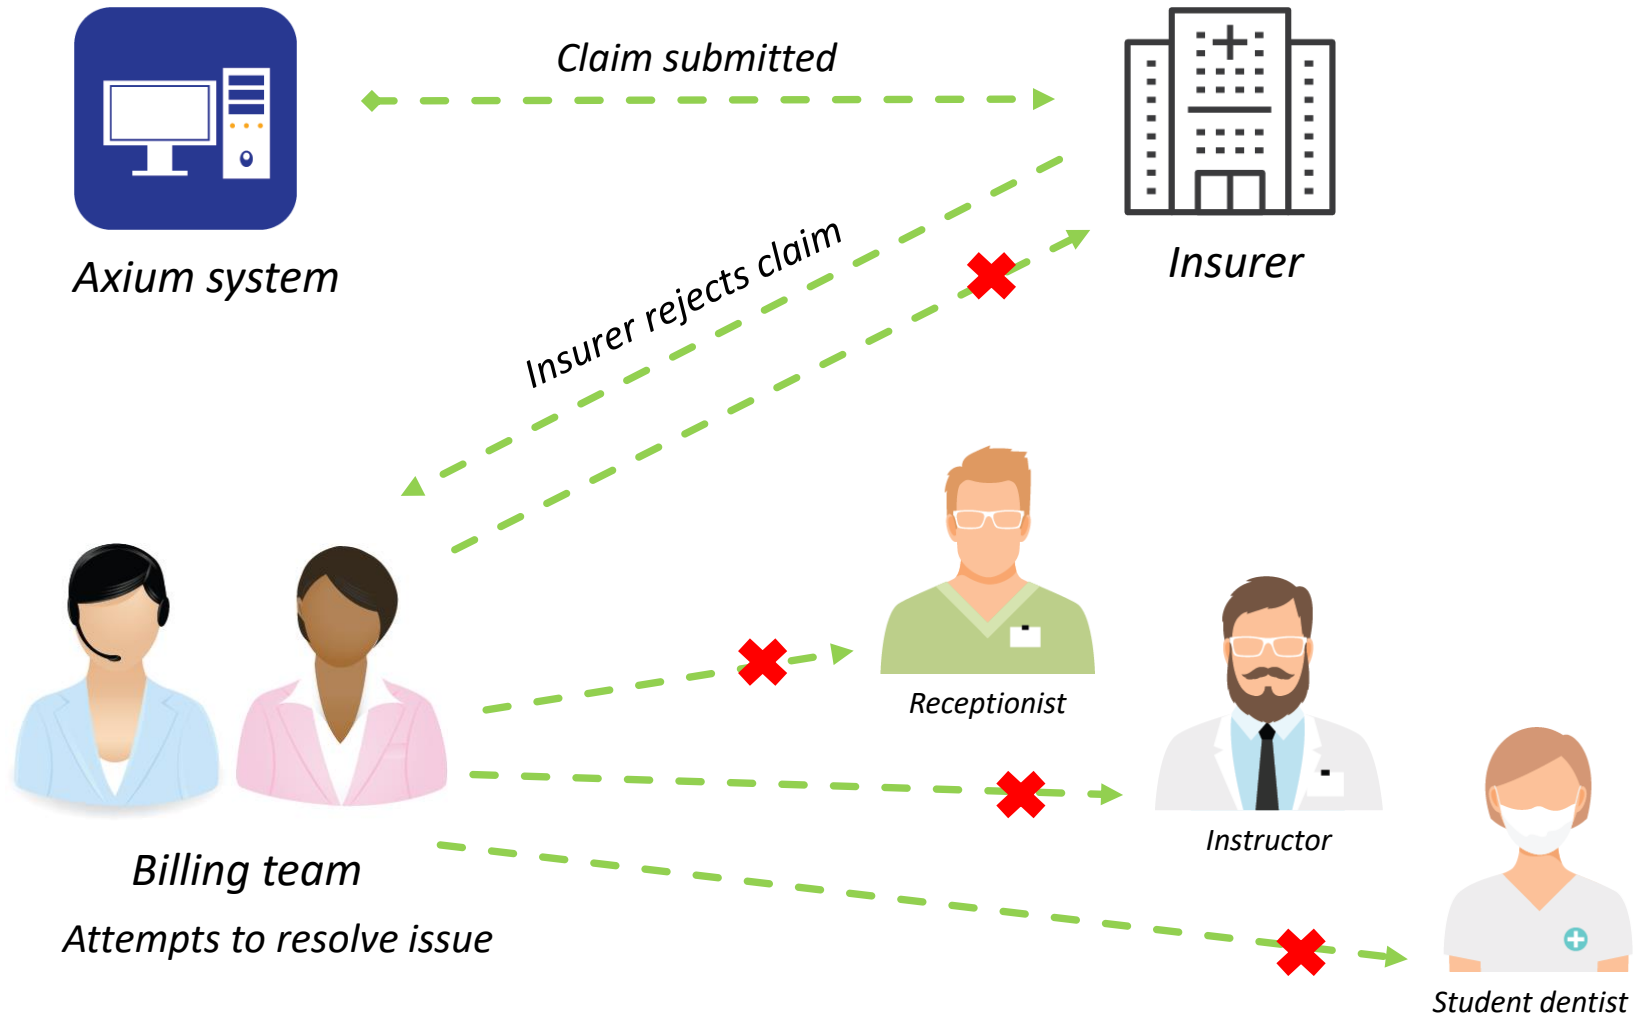 Claim submitted
Axium system
Insurer
Insurer rejects claim
Receptionist
Instructor
Billing team
Attempts to resolve issue
Student dentist